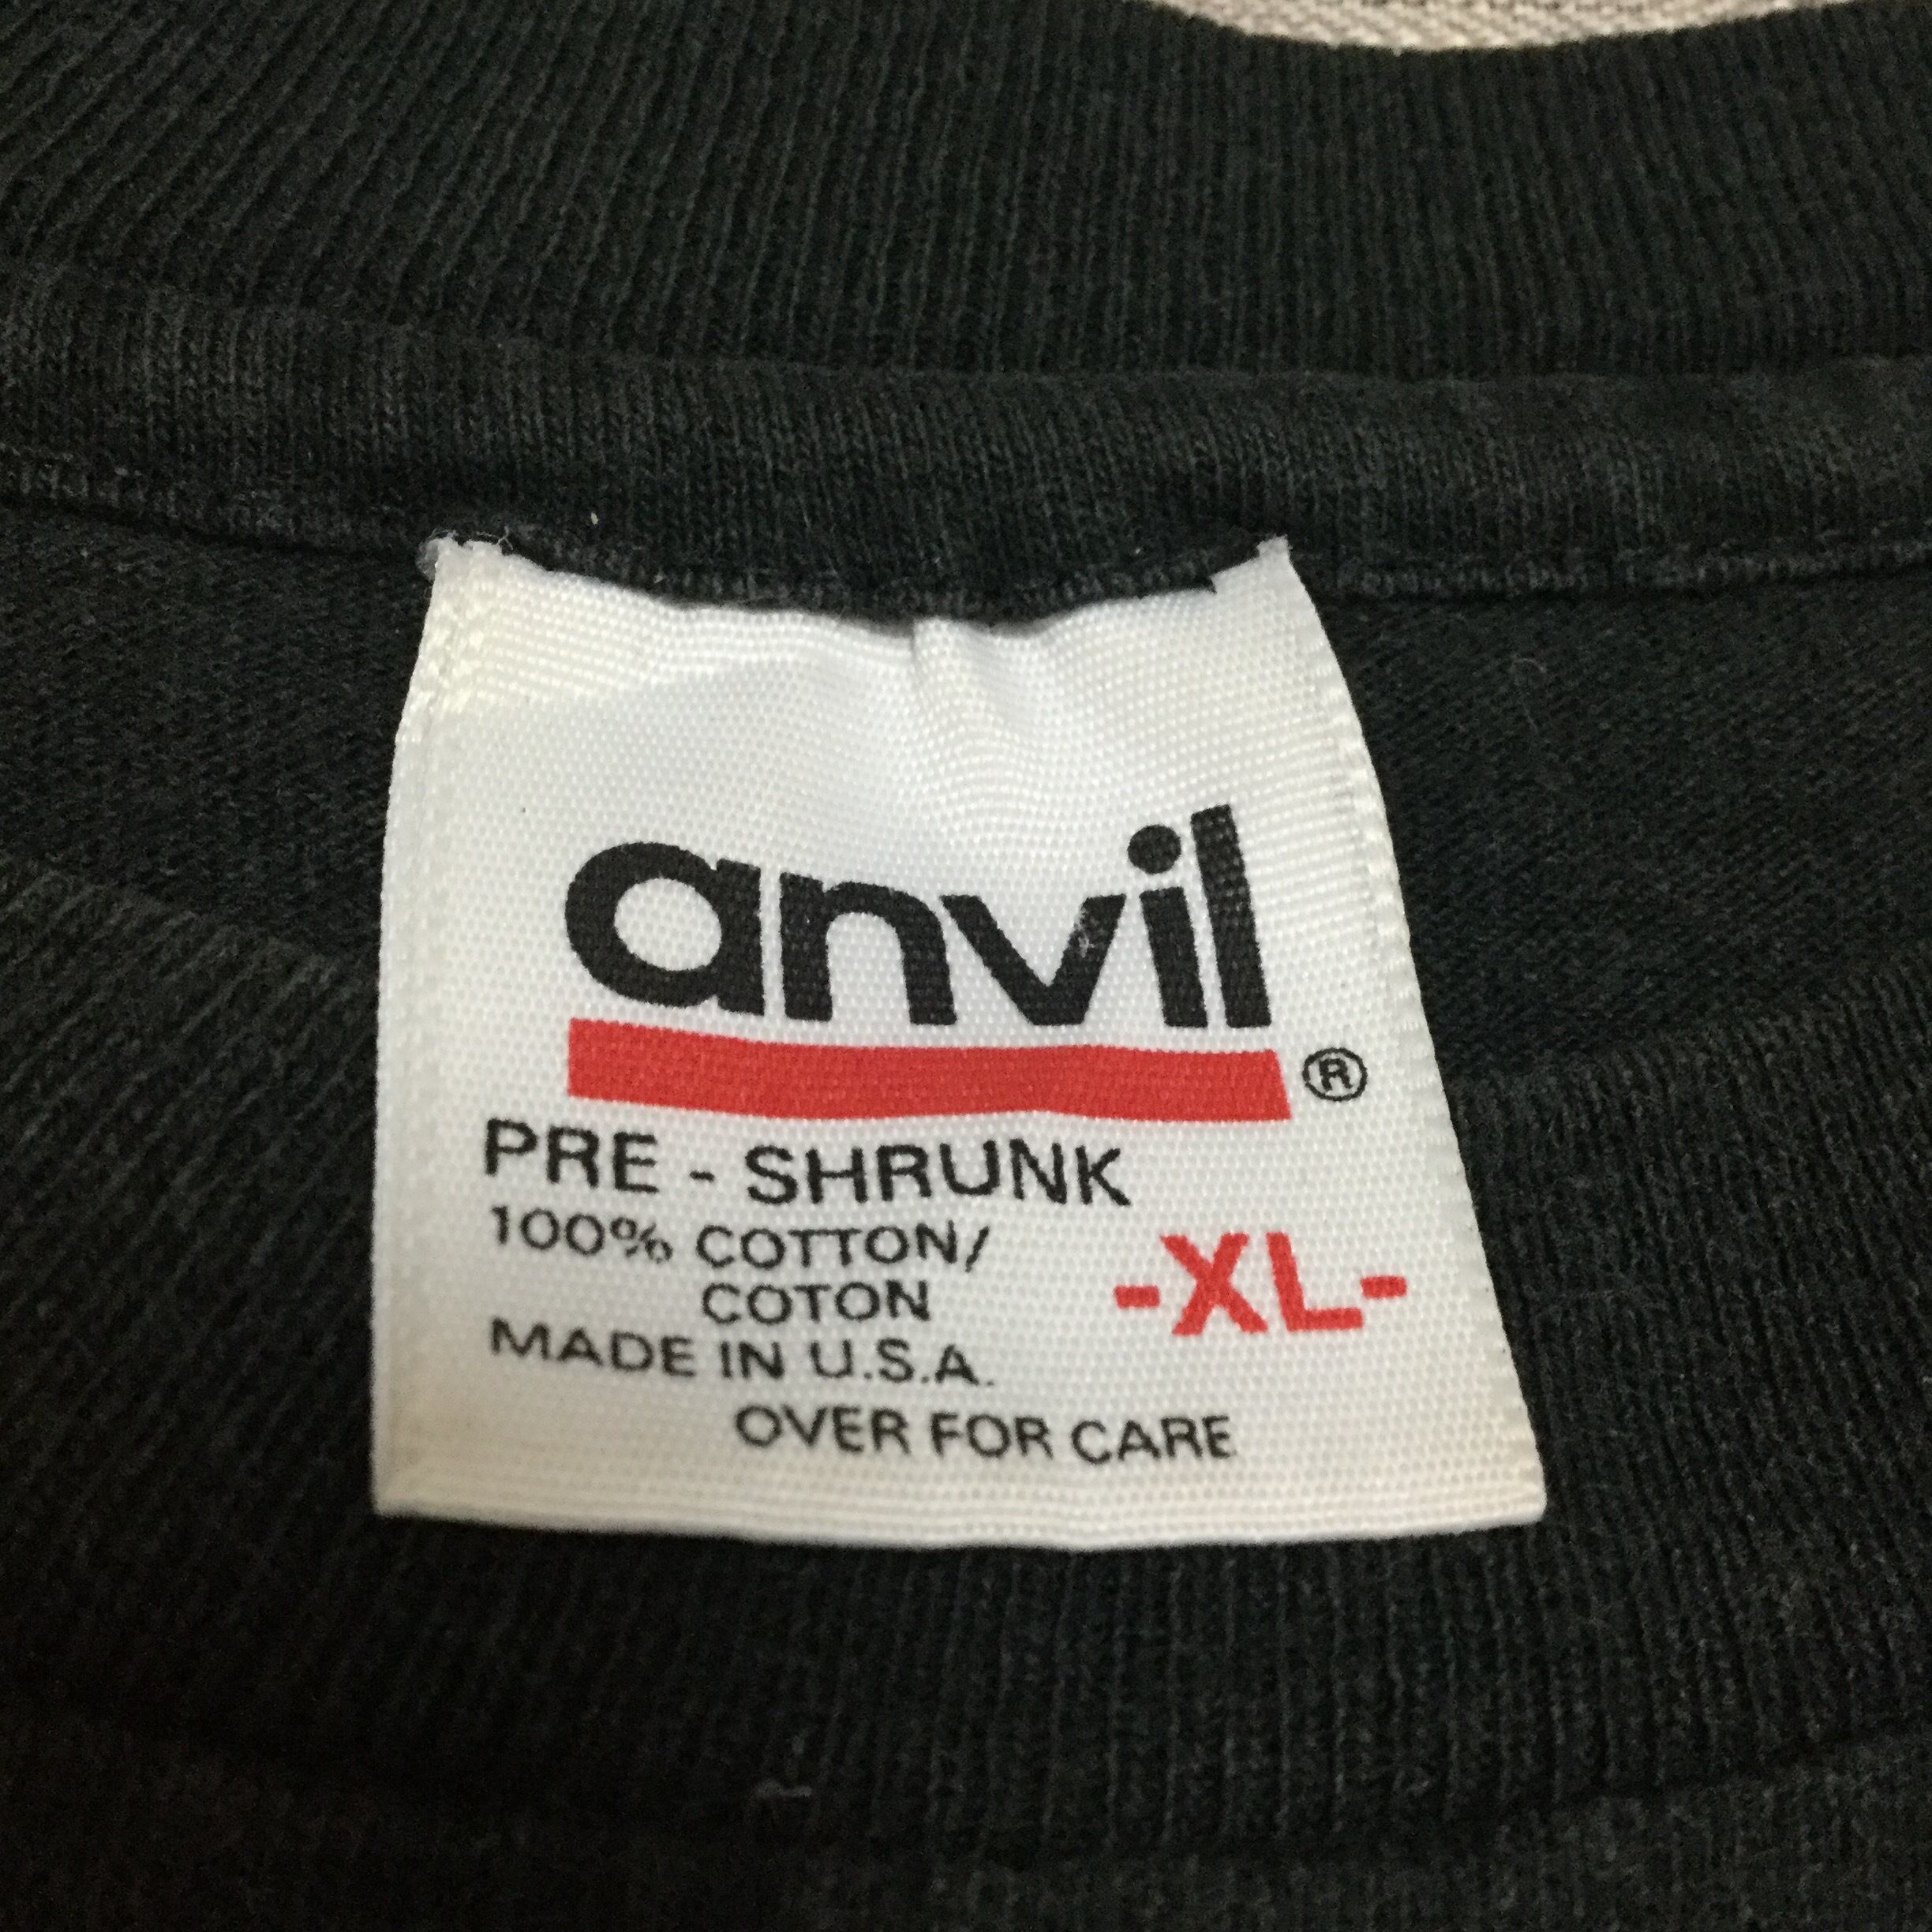 anvil
®
PRE - SHRUNK
100% COTTON/
COTON
-XL-
MADE IN U.S.A.
OVER FOR CARE